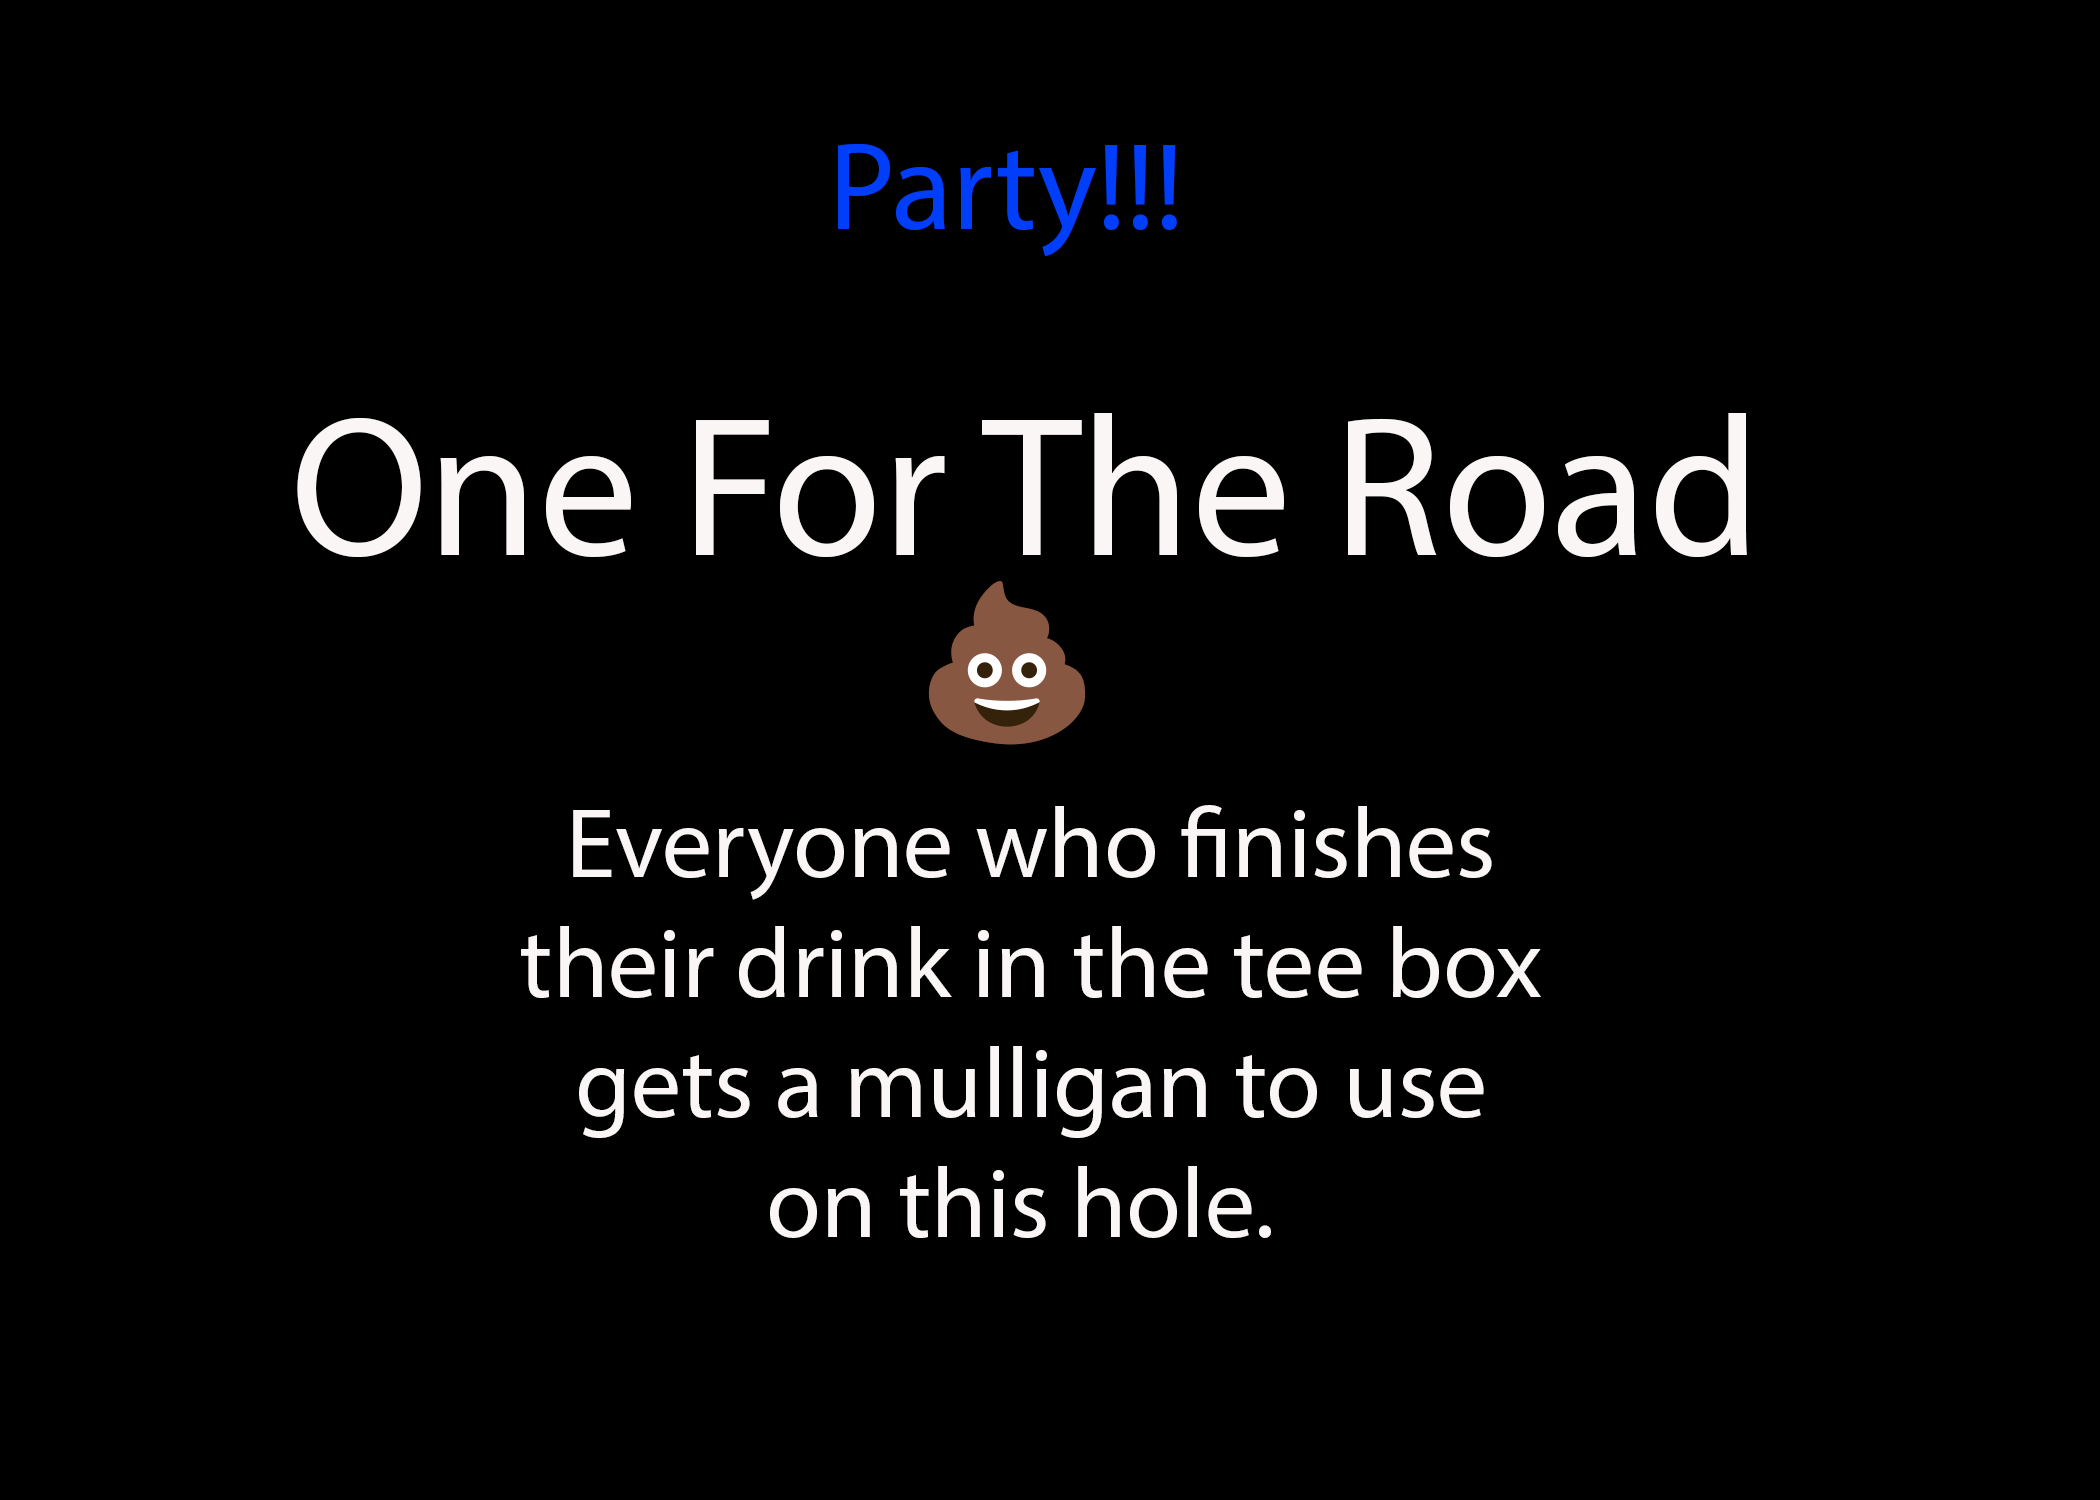 Party!!!
One For The Road
Everyone who finishes
their drink in the tee box
gets a mulligan to use
on this hole.